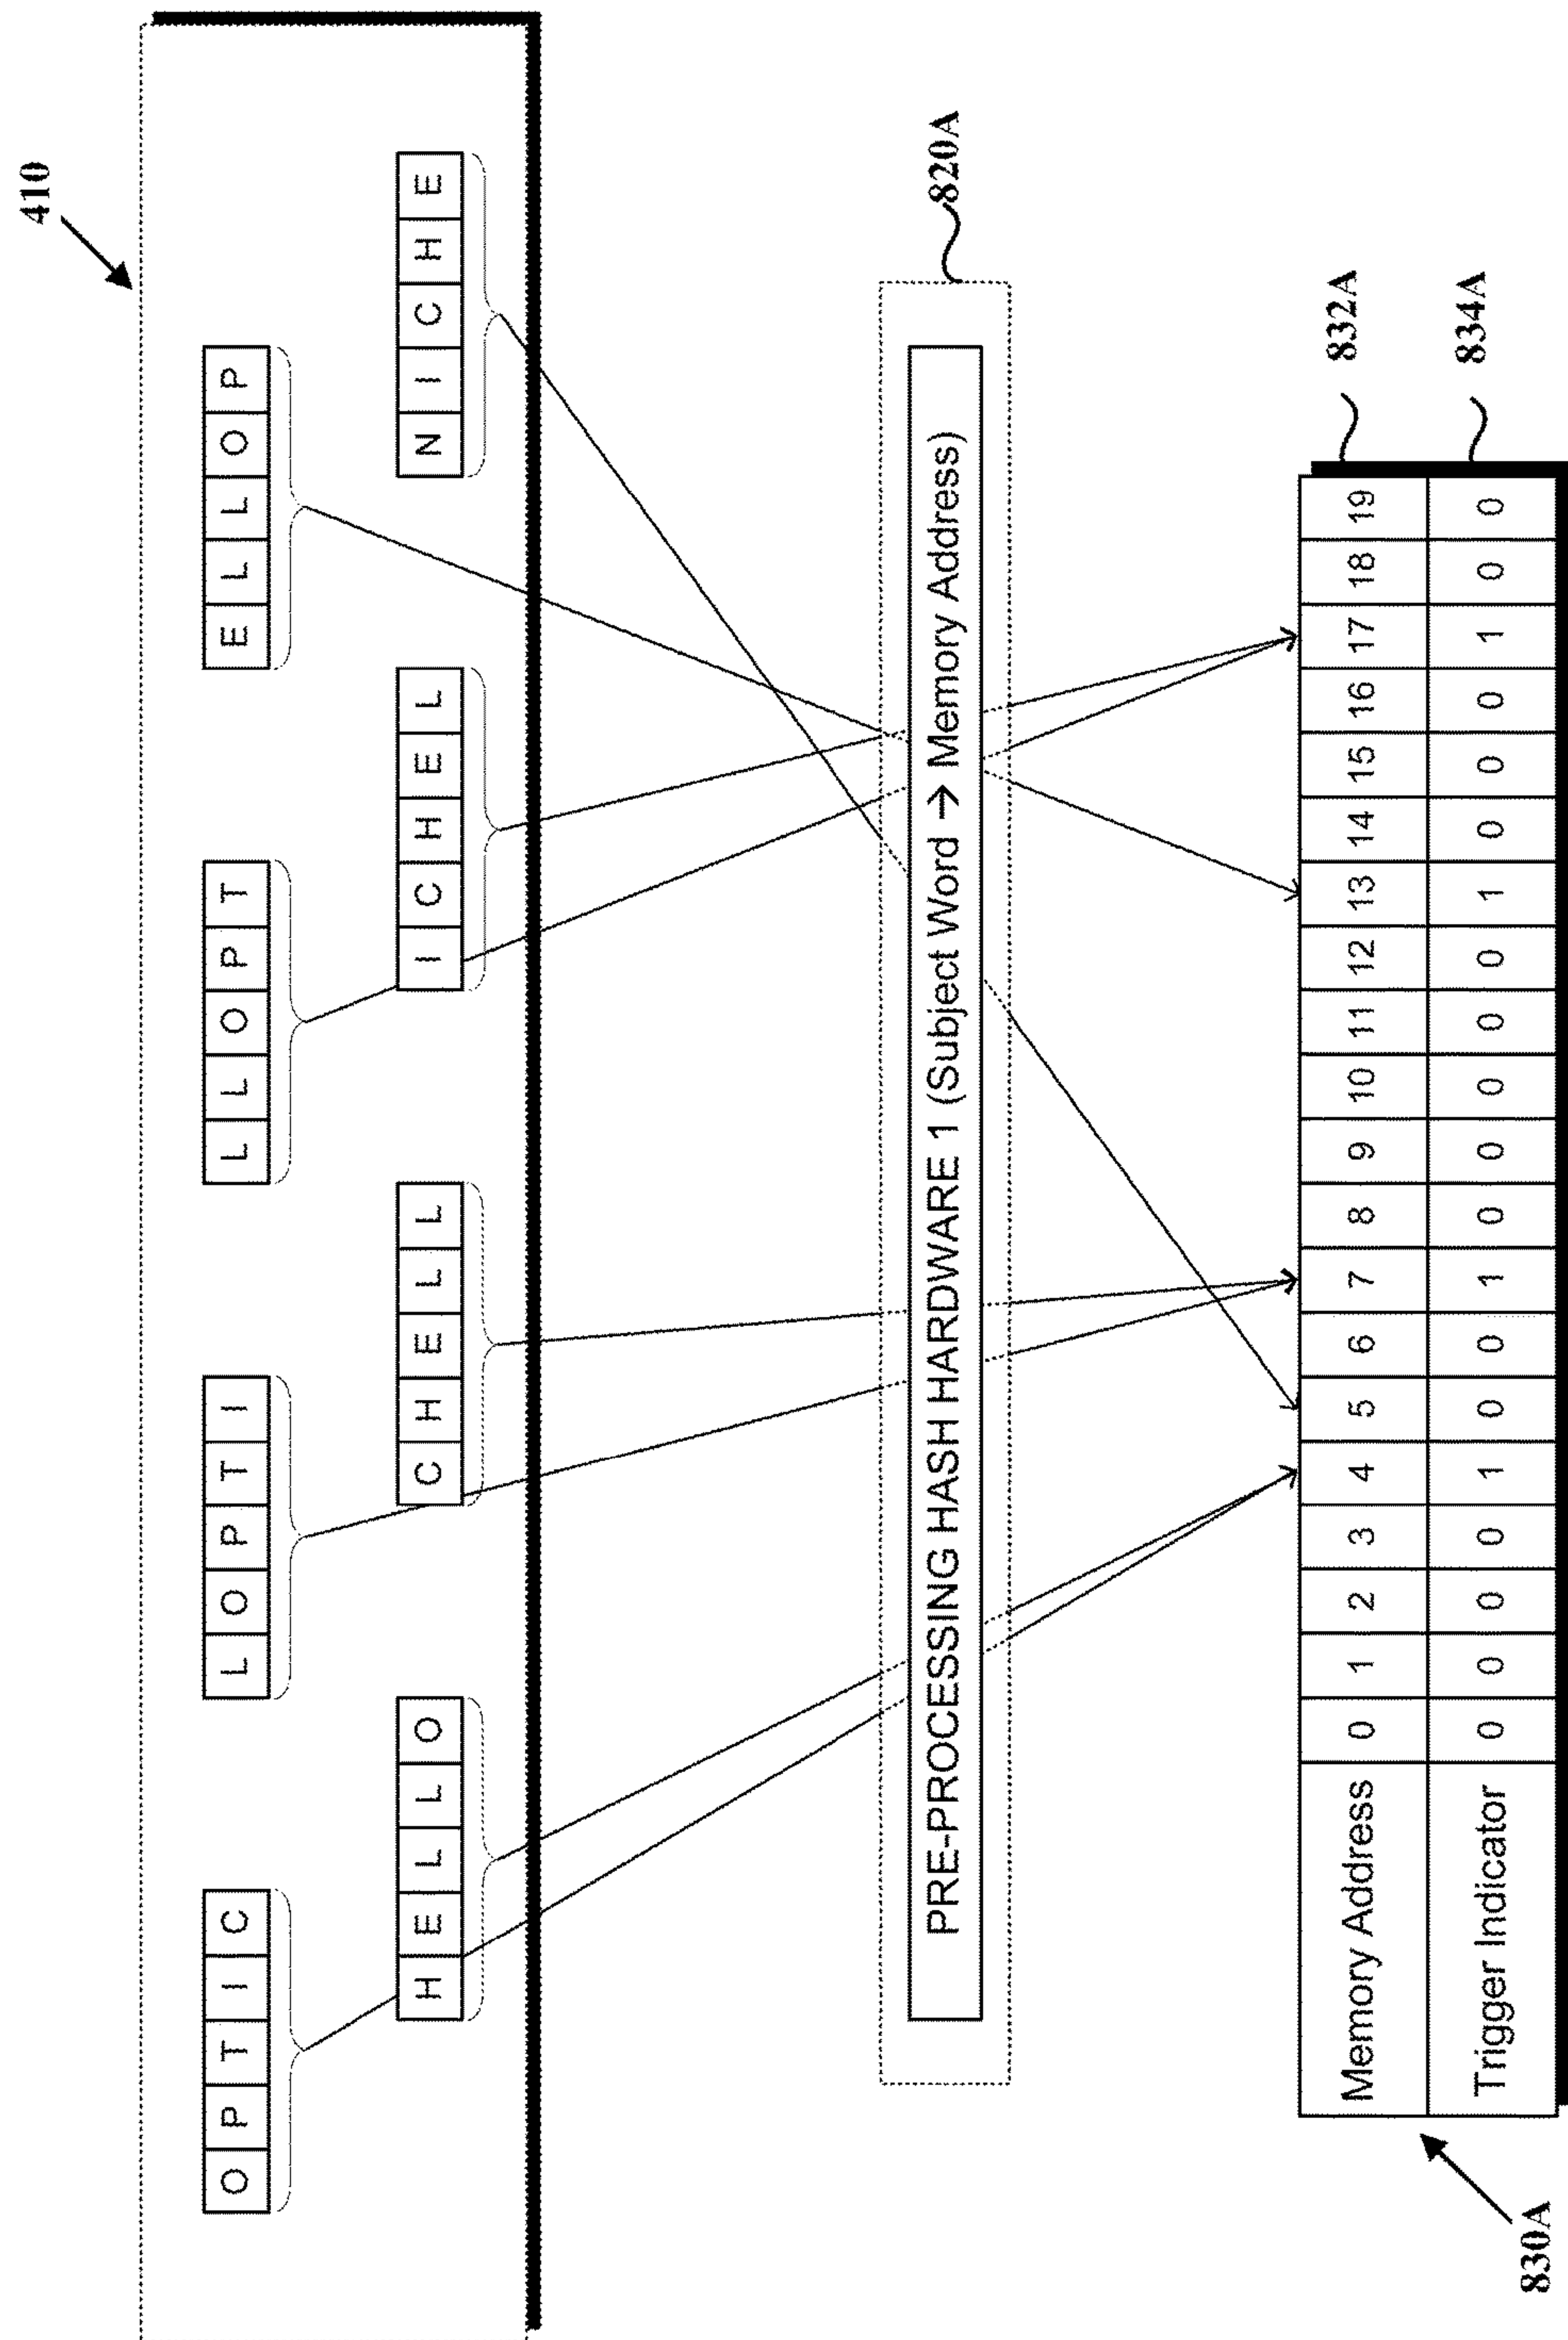 410
O P T I C
L O P T I
L L O P T
E L L O P
H E L L O
C H E L L
I C H E L
N I C H E
820A
PRE-PROCESSING HASH HARDWARE 1 (Subject Word → Memory Address)
832A
Memory Address 0 1 2 3 4 5 6 7 8 9 10 11 12 13 14 15 16 17 18 19
834A
Trigger Indicator 0 0 0 0 1 0 0 1 0 0 0 0 0 1 0 0 0 1 0 0
830A